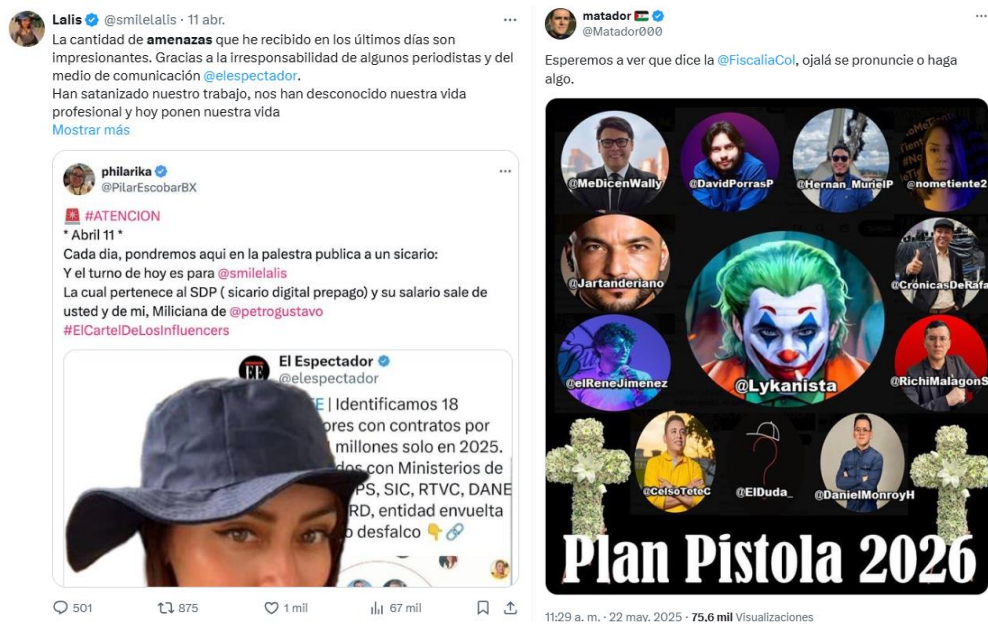 Lalis @smilelalis · 11 abr.
La cantidad de amenazas que he recibido en los últimos días son
impresionantes. Gracias a la irresponsabilidad de algunos periodistas y del
medio de comunicación @elespectador.
Han satanizado nuestro trabajo, nos han desconocido nuestra vida
profesional y hoy ponen nuestra vida
Mostrar más
philarika
@PilarEscobarBX
#ATENCION
* Abril 11 *
Cada dia, pondremos aqui en la palestra publica a un sicario:
Y el turno de hoy es para @smilelalis
La cual pertenece al SDP ( sicario digital prepago) y su salario sale de
usted y de mi, Miliciana de @petrogustavo
#ElCartelDeLosInfluencers
EE
El Espectador
@elespectador
| Identificamos 18
con contratos por
millones solo en 2025.
con Ministerios de
SIC, RTVC, DANE
entidad envuelta
desfalco
501 875 1 mil 67 mil
matador
@Matador000
Esperemos a ver que dice la @FiscaliaCol, ojalá se pronuncie o haga
algo.
@MeDicenWally
@DavidPorrasP
@Hernan_MurielP
@nometiente2
@Jartanderiano
@CrónicasDeRafa
@elReneJimenez
@Lykanista
@RichiMalagonS
@CelsoTeteC
@ElDuda_
@DanielMonroyH
Plan Pistola 2026
11:29 a. m. · 22 may. 2025 · 75,6 mil Visualizaciones